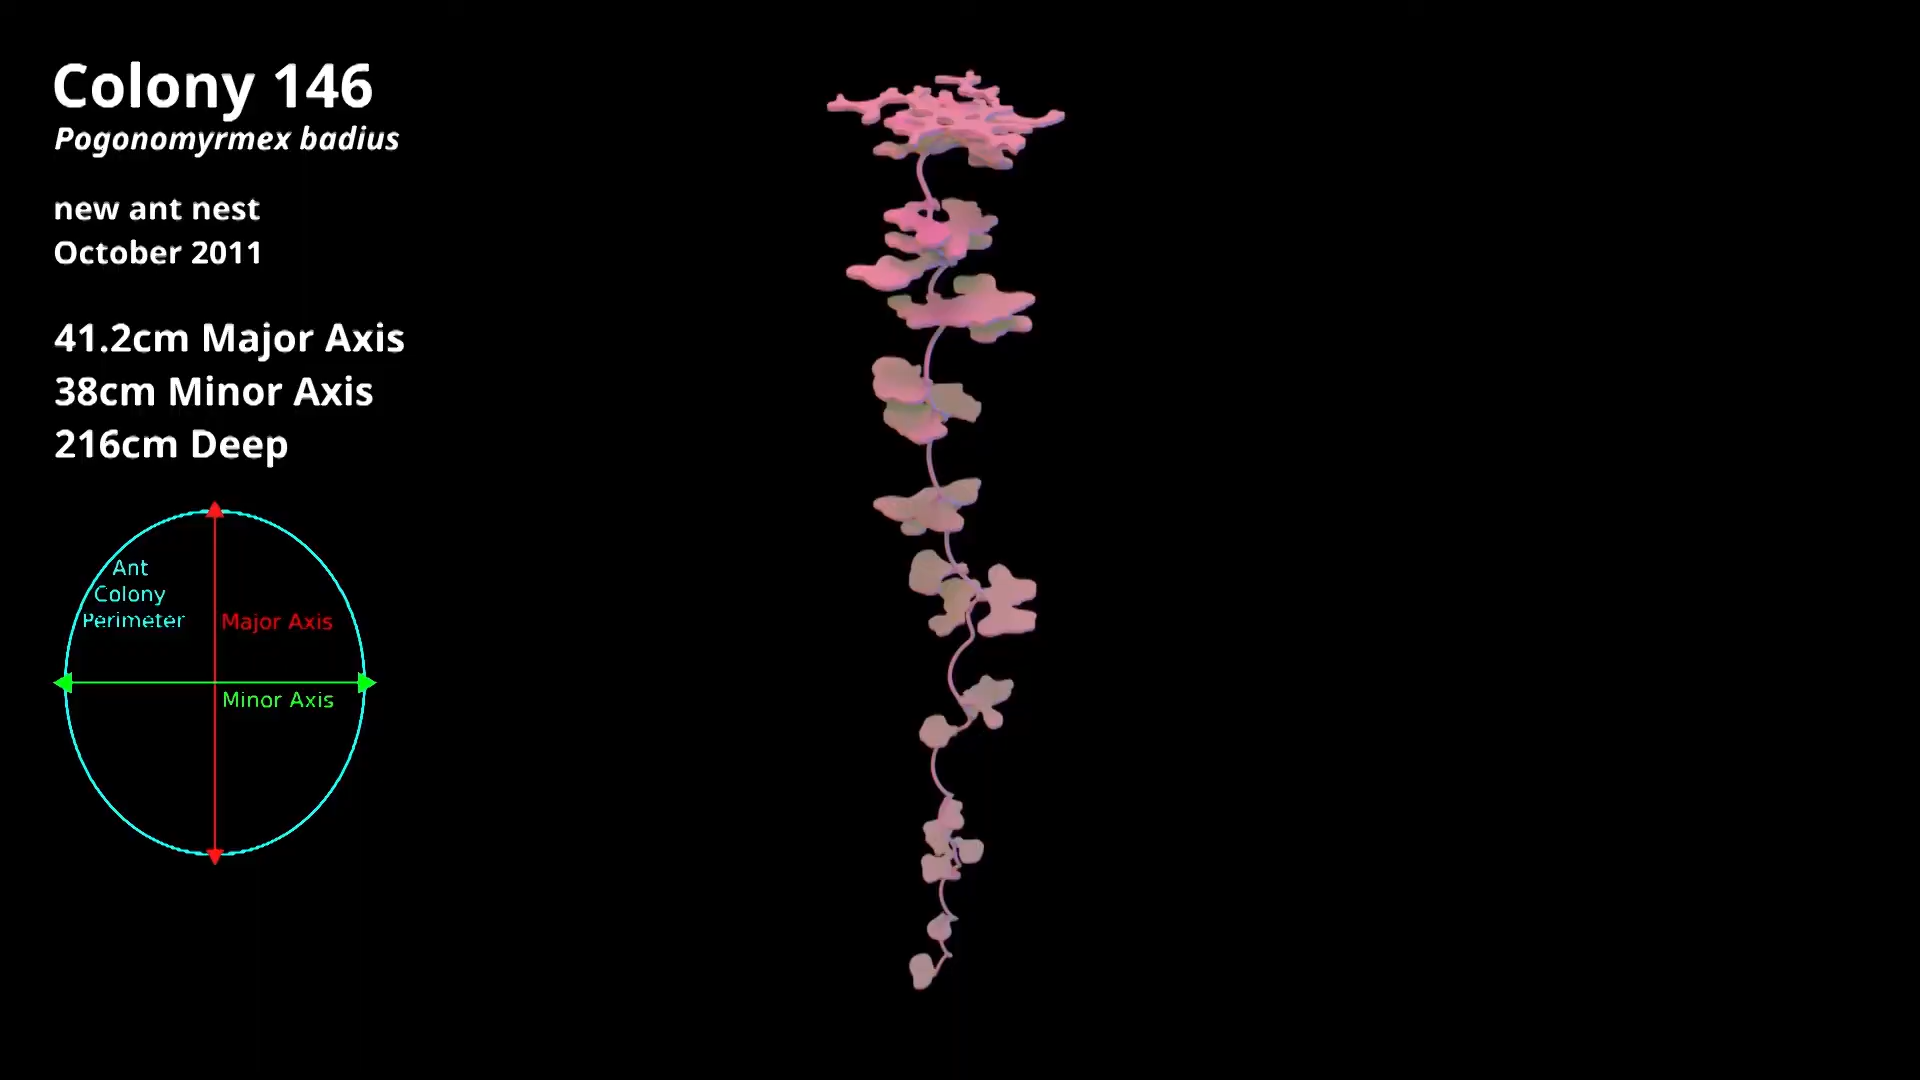 Colony 146
Pogonomyrmex badius
new ant nest
October 2011
41.2cm Major Axis
38cm Minor Axis
216cm Deep
Ant
Colony
Perimeter
Major Axis
Minor Axis